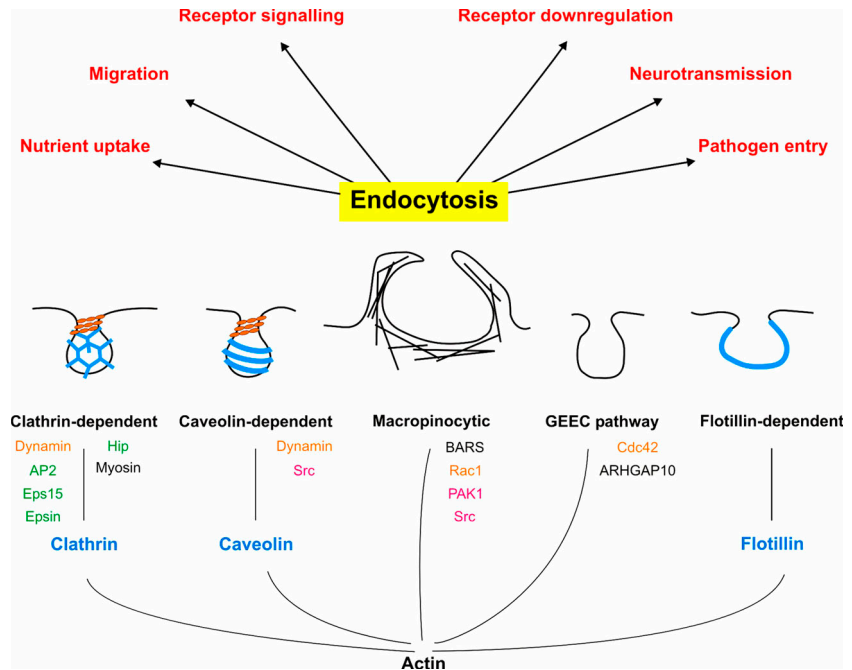 Receptor signalling
Receptor downregulation
Migration
Neurotransmission
Nutrient uptake
Pathogen entry
Endocytosis
Clathrin-dependent
Caveolin-dependent
Macropinocytic
GEEC pathway
Flotillin-dependent
Dynamin
Hip
AP2
Myosin
Eps15
Epsin
Clathrin
Dynamin
Src
Caveolin
BARS
Rac1
PAK1
Src
Cdc42
ARHGAP10
Flotillin
Actin